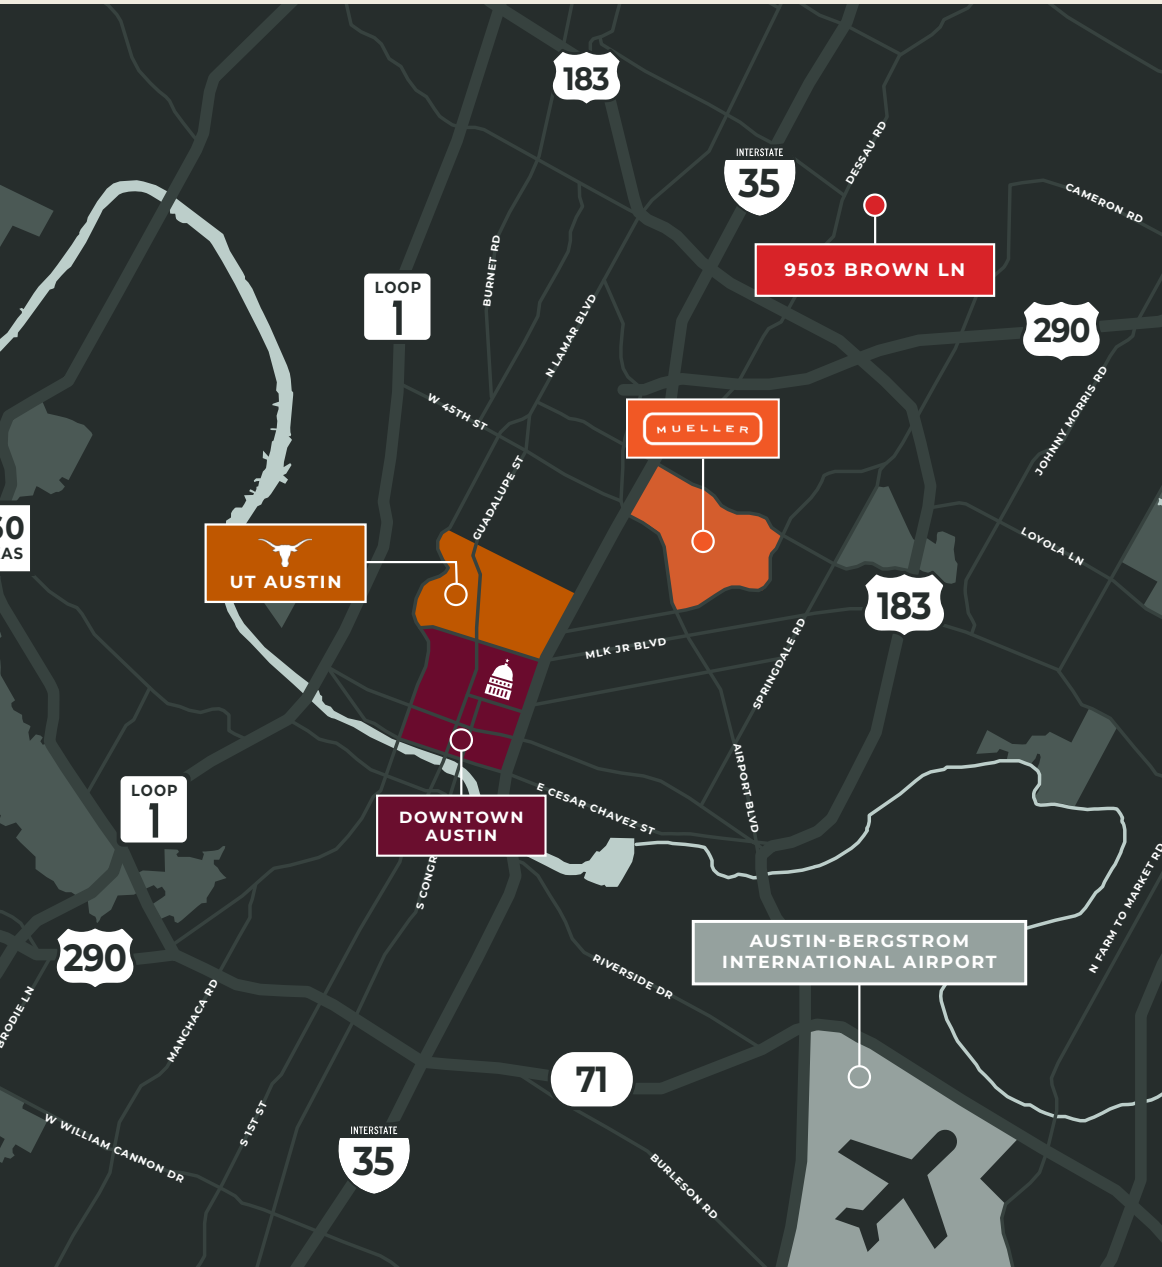 183
INTERSTATE
35
DESSAU RD
CAMERON RD
9503 BROWN LN
BURNET RD
LOOP
1
N LAMAR BLVD
290
JOHNNY MORRIS RD
W 45TH ST
MUELLER
GUADALUPE ST
AS
UT AUSTIN
LOYOLA LN
183
MLK JR BLVD
SPRINGDALE RD
AIRPORT BLVD
LOOP
1
E CESAR CHAVEZ ST
DOWNTOWN
AUSTIN
S CONGR
N FARM TO MARKET RD
290
AUSTIN-BERGSTROM
INTERNATIONAL AIRPORT
RIVERSIDE DR
BRODIE LN
MANCHACA RD
71
S 1ST ST
W WILLIAM CANNON DR
INTERSTATE
35
BURLESON RD